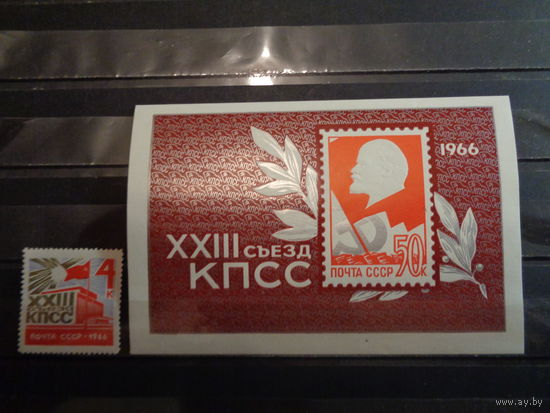 1966
XXIII СЪЕЗД
КПСС
ПОЧТА СССР 50 К
4 К
XXIII
КПСС
ПОЧТА СССР · 1966
www.ay.by